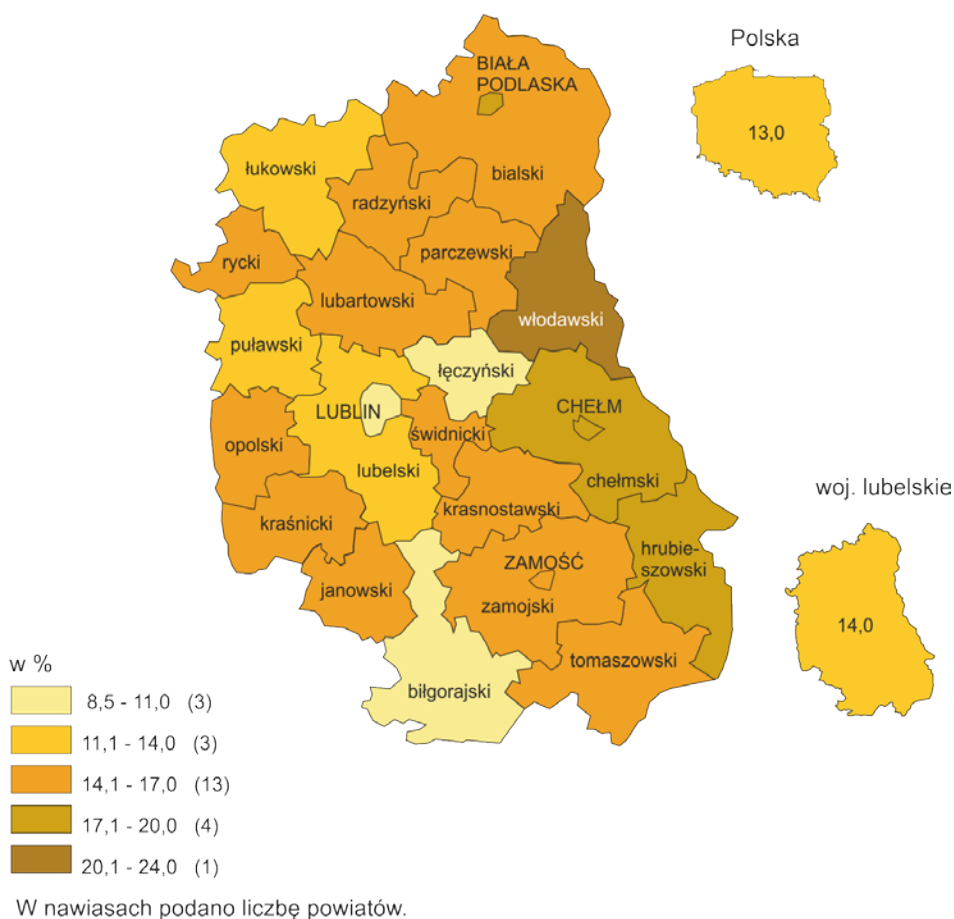 Polska
13,0
BIAŁA
PODLASKA
łukowski
bialski
radzyński
rycki
parczewski
lubartowski
włodawski
puławski
łęczyński
LUBLIN
CHEŁM
opolski
świdnicki
lubelski
chełmski
woj. lubelskie
14,0
kraśnicki
krasnostawski
hrubie-
szowski
ZAMOŚĆ
janowski
zamojski
tomaszowski
biłgorajski
w %
8,5 - 11,0 (3)
11,1 - 14,0 (3)
14,1 - 17,0 (13)
17,1 - 20,0 (4)
20,1 - 24,0 (1)
W nawiasach podano liczbę powiatów.